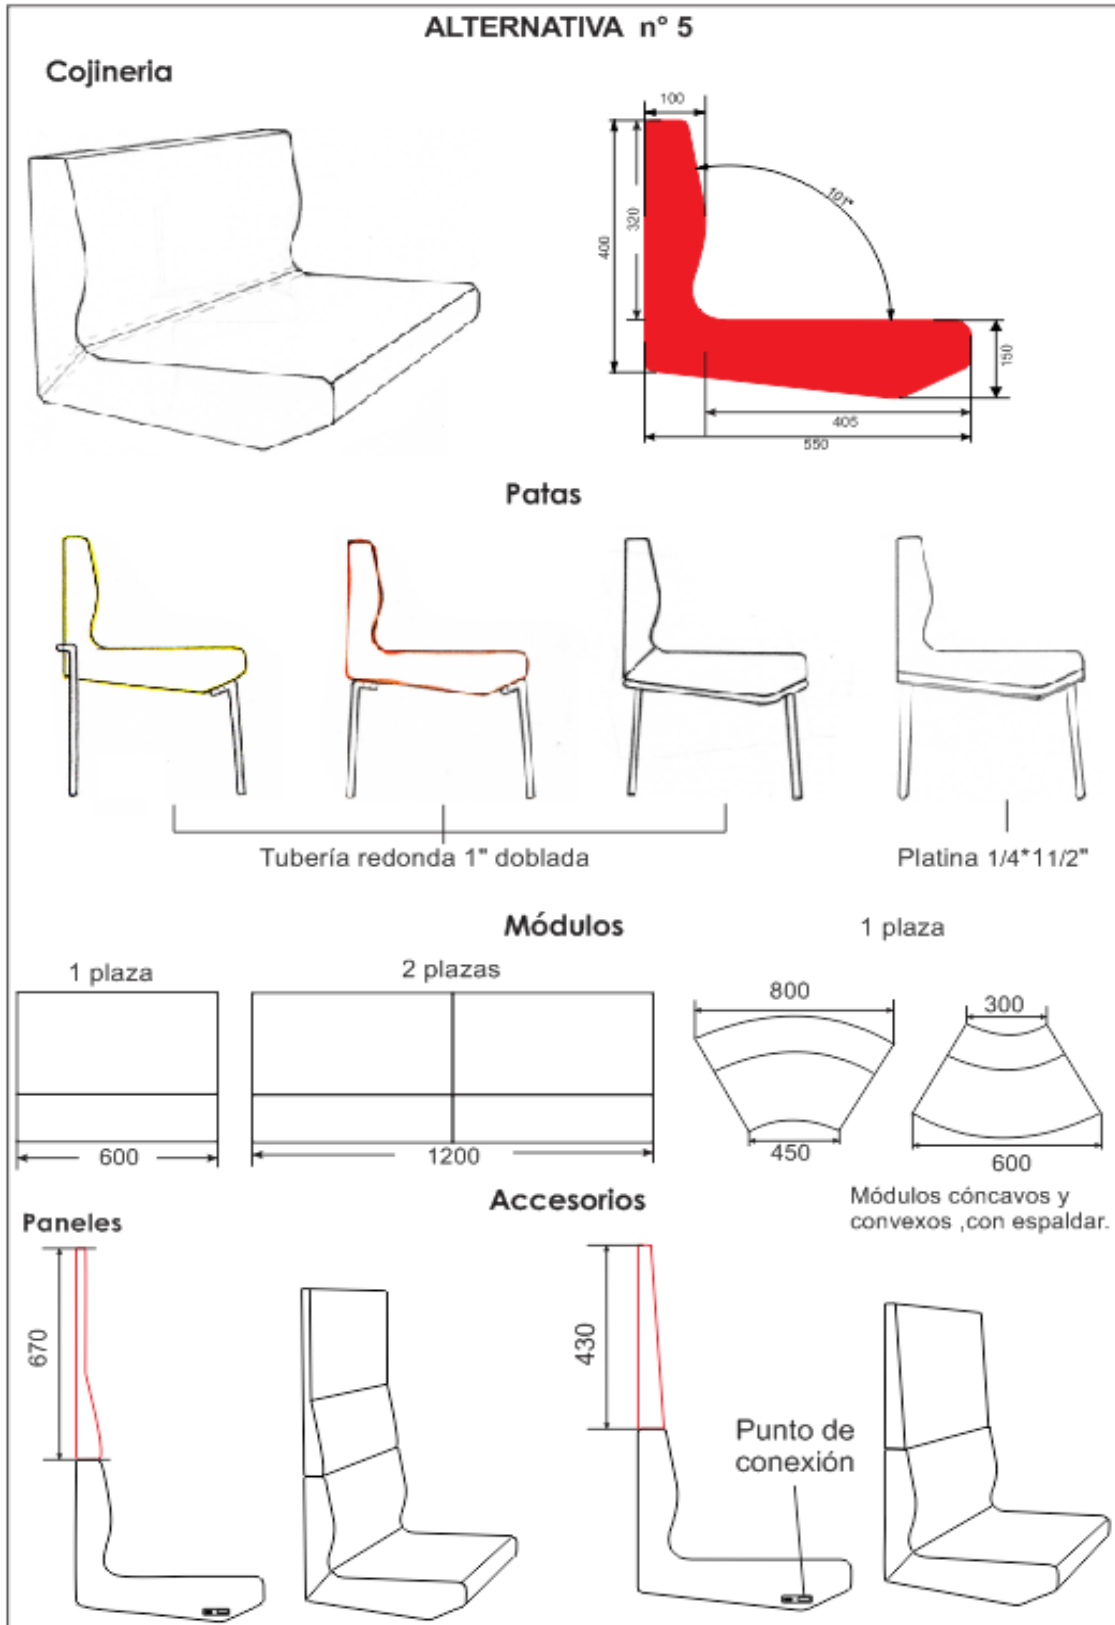 ALTERNATIVA n° 5
Cojineria
100
101°
320
400
150
405
550
Patas
Tubería redonda 1" doblada
Platina 1/4*11/2"
Módulos
1 plaza
1 plaza
2 plazas
800
300
600
1200
450
600
Módulos cóncavos y
convexos ,con espaldar.
Accesorios
Paneles
670
430
Punto de
conexión